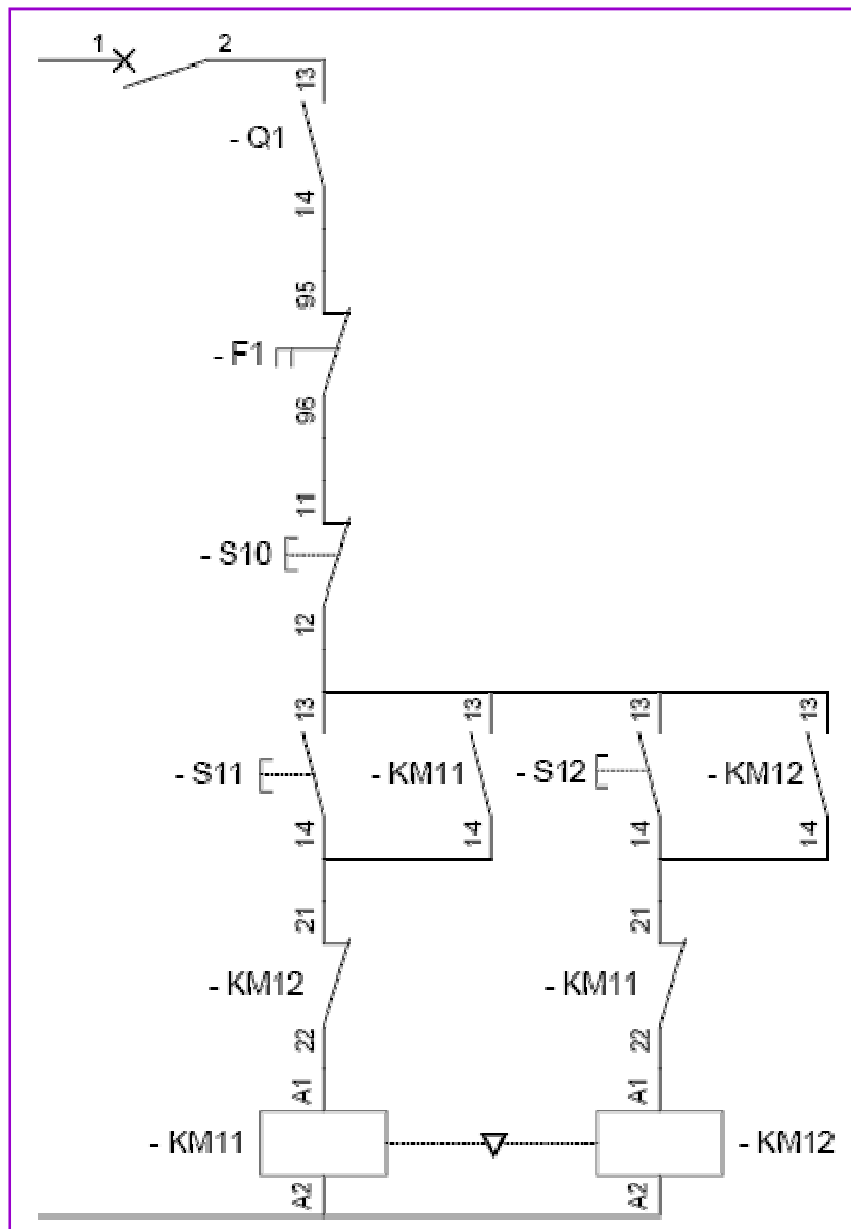 1 2
13
- Q1
14
95
- F1
96
11
- S10
12
13 13 13 13
- S11 - KM11 - S12 - KM12
14 14 14 14
21 21
- KM12 - KM11
22 22
A1 A1
- KM11 - KM12
A2 A2